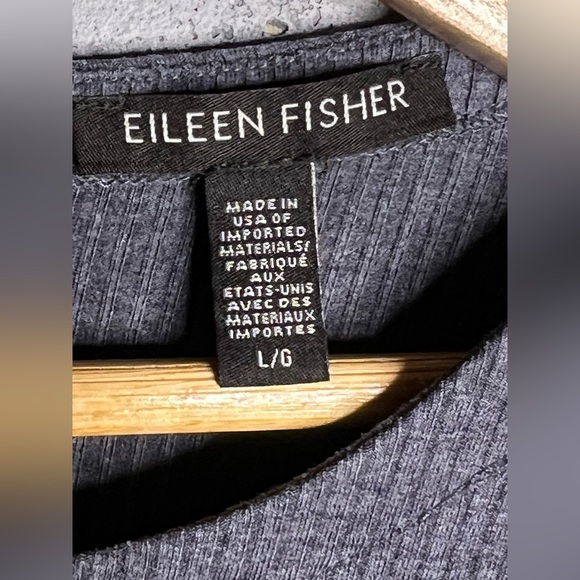 EILEEN FISHER
MADE IN
USA OF
IMPORTED
MATERIALS/
FABRIQUÉ
AUX
ETATS-UNIS
AVEC DES
MATERIAUX
IMPORTES
L/G